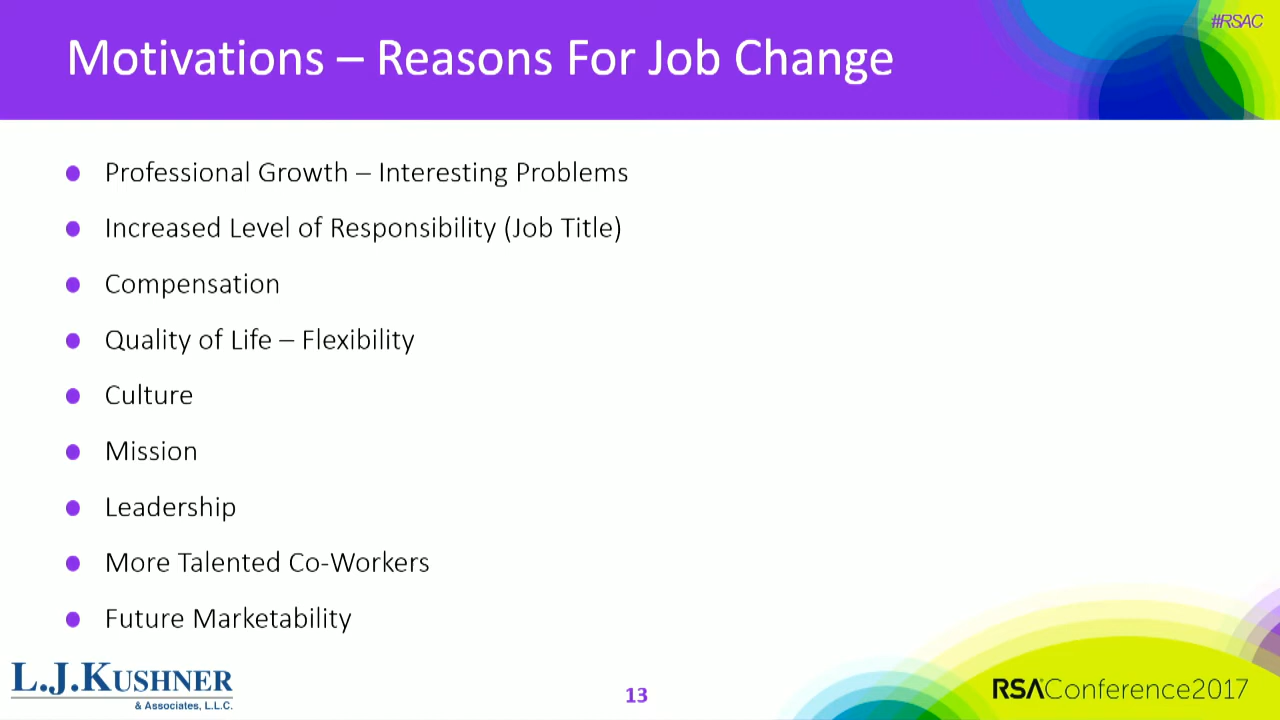 #RSAC
Motivations – Reasons For Job Change
Professional Growth – Interesting Problems
Increased Level of Responsibility (Job Title)
Compensation
Quality of Life – Flexibility
Culture
Mission
Leadership
More Talented Co-Workers
Future Marketability
L.J.KUSHNER
& Associates, L.L.C.
13
RSAConference2017